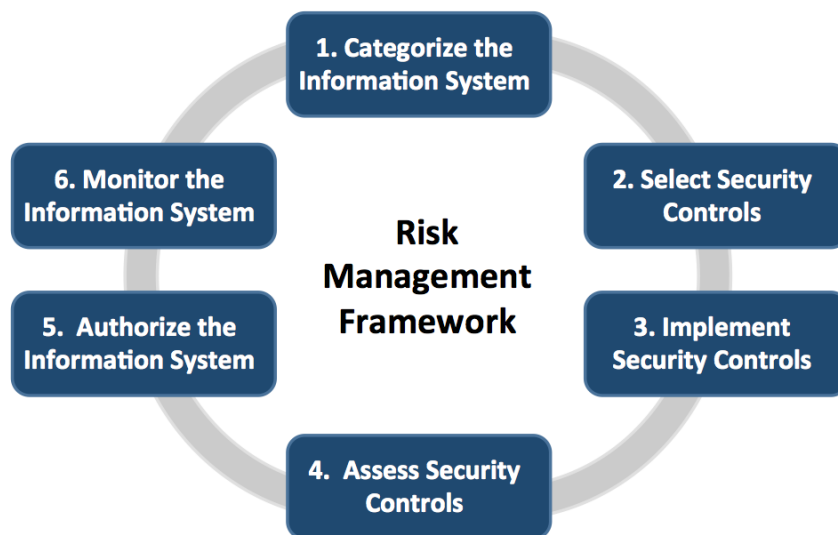 1. Categorize the
Information System
2. Select Security
Controls
3. Implement
Security Controls
4. Assess Security
Controls
5. Authorize the
Information System
6. Monitor the
Information System
Risk
Management
Framework